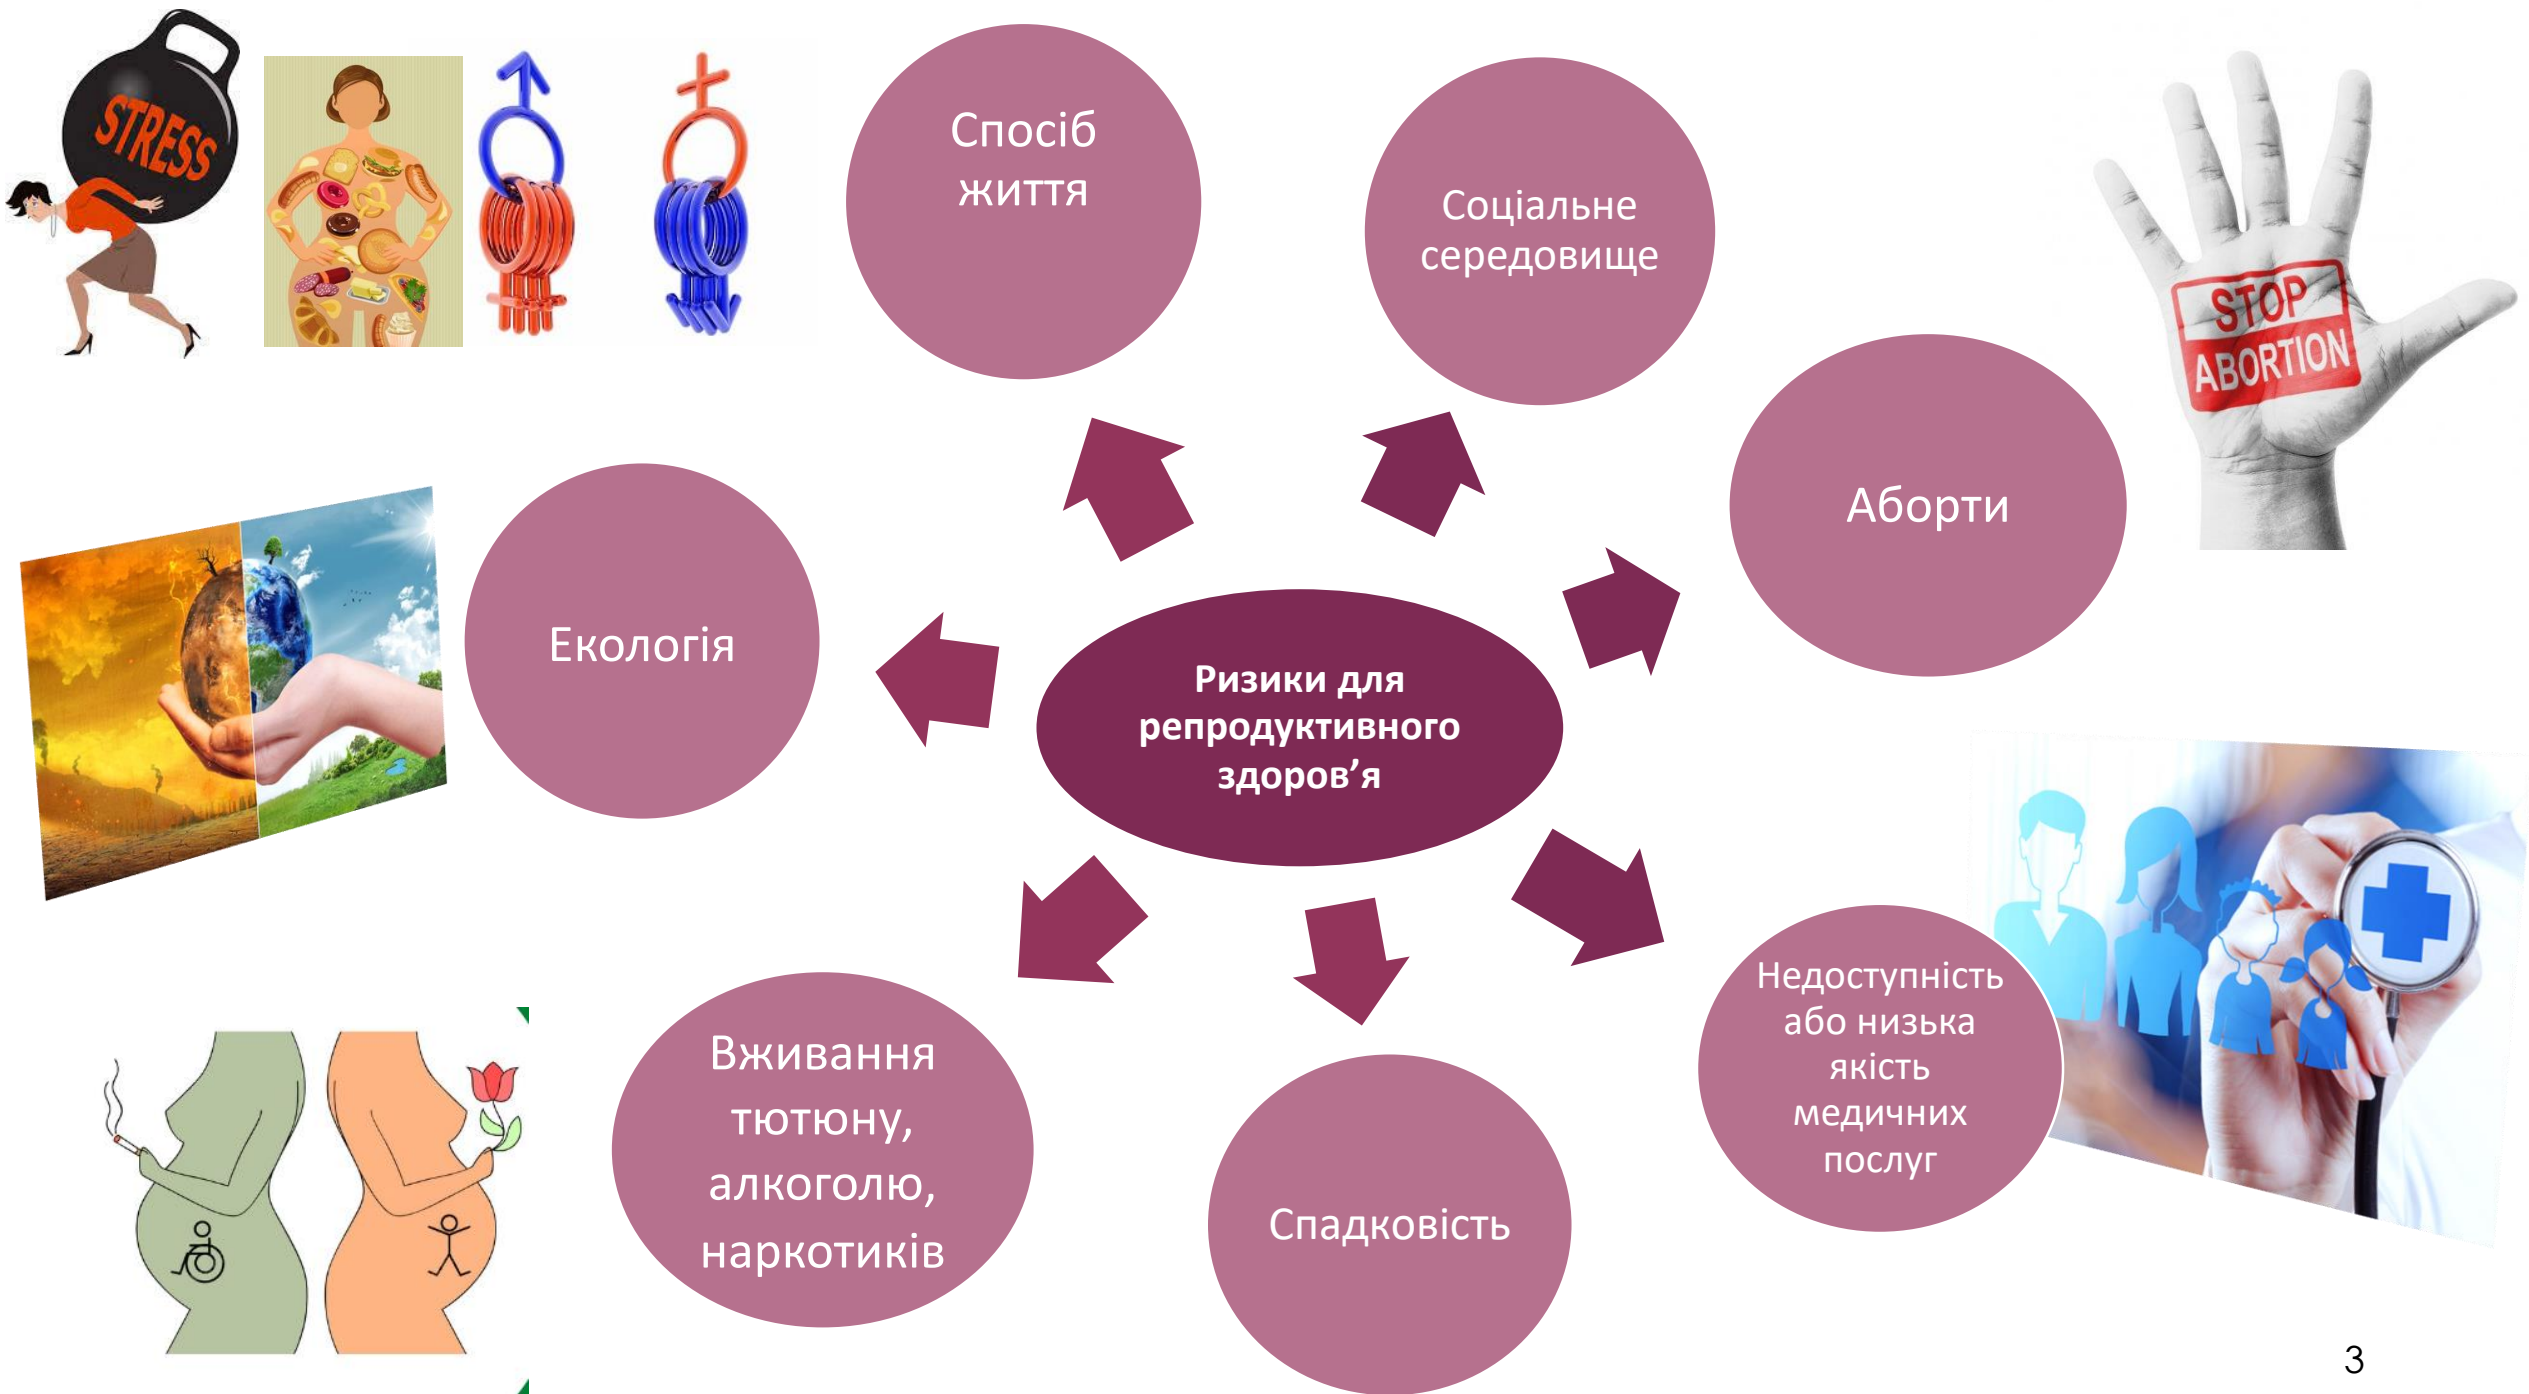 STRESS
Спосіб
життя
Соціальне
середовище
STOP
ABORTION
Аборти
Екологія
Ризики для
репродуктивного
здоров’я
Недоступність
або низька
якість
медичних
послуг
Вживання
тютюну,
алкоголю,
наркотиків
Спадковість
3